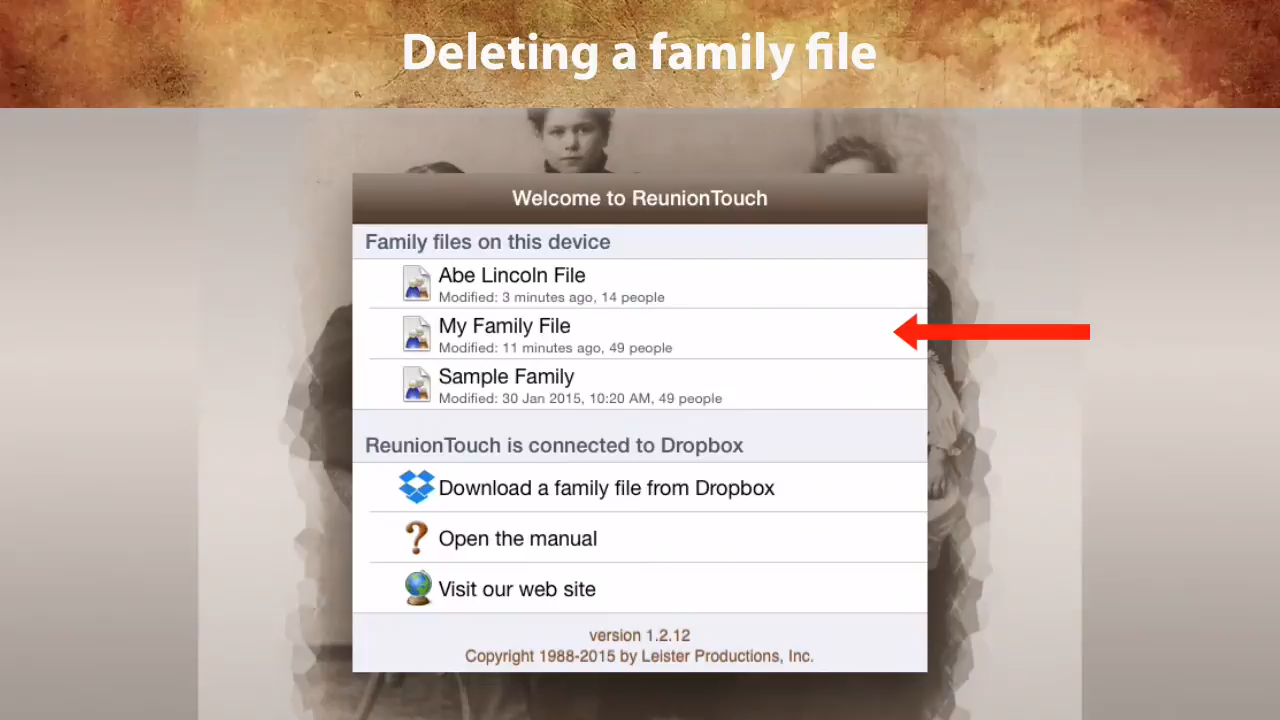 Deleting a family file
Welcome to ReunionTouch
Family files on this device
Abe Lincoln File
Modified: 3 minutes ago, 14 people
My Family File
Modified: 11 minutes ago, 49 people
Sample Family
Modified: 30 Jan 2015, 10:20 AM, 49 people
ReunionTouch is connected to Dropbox
Download a family file from Dropbox
Open the manual
Visit our web site
version 1.2.12
Copyright 1988-2015 by Leister Productions, Inc.